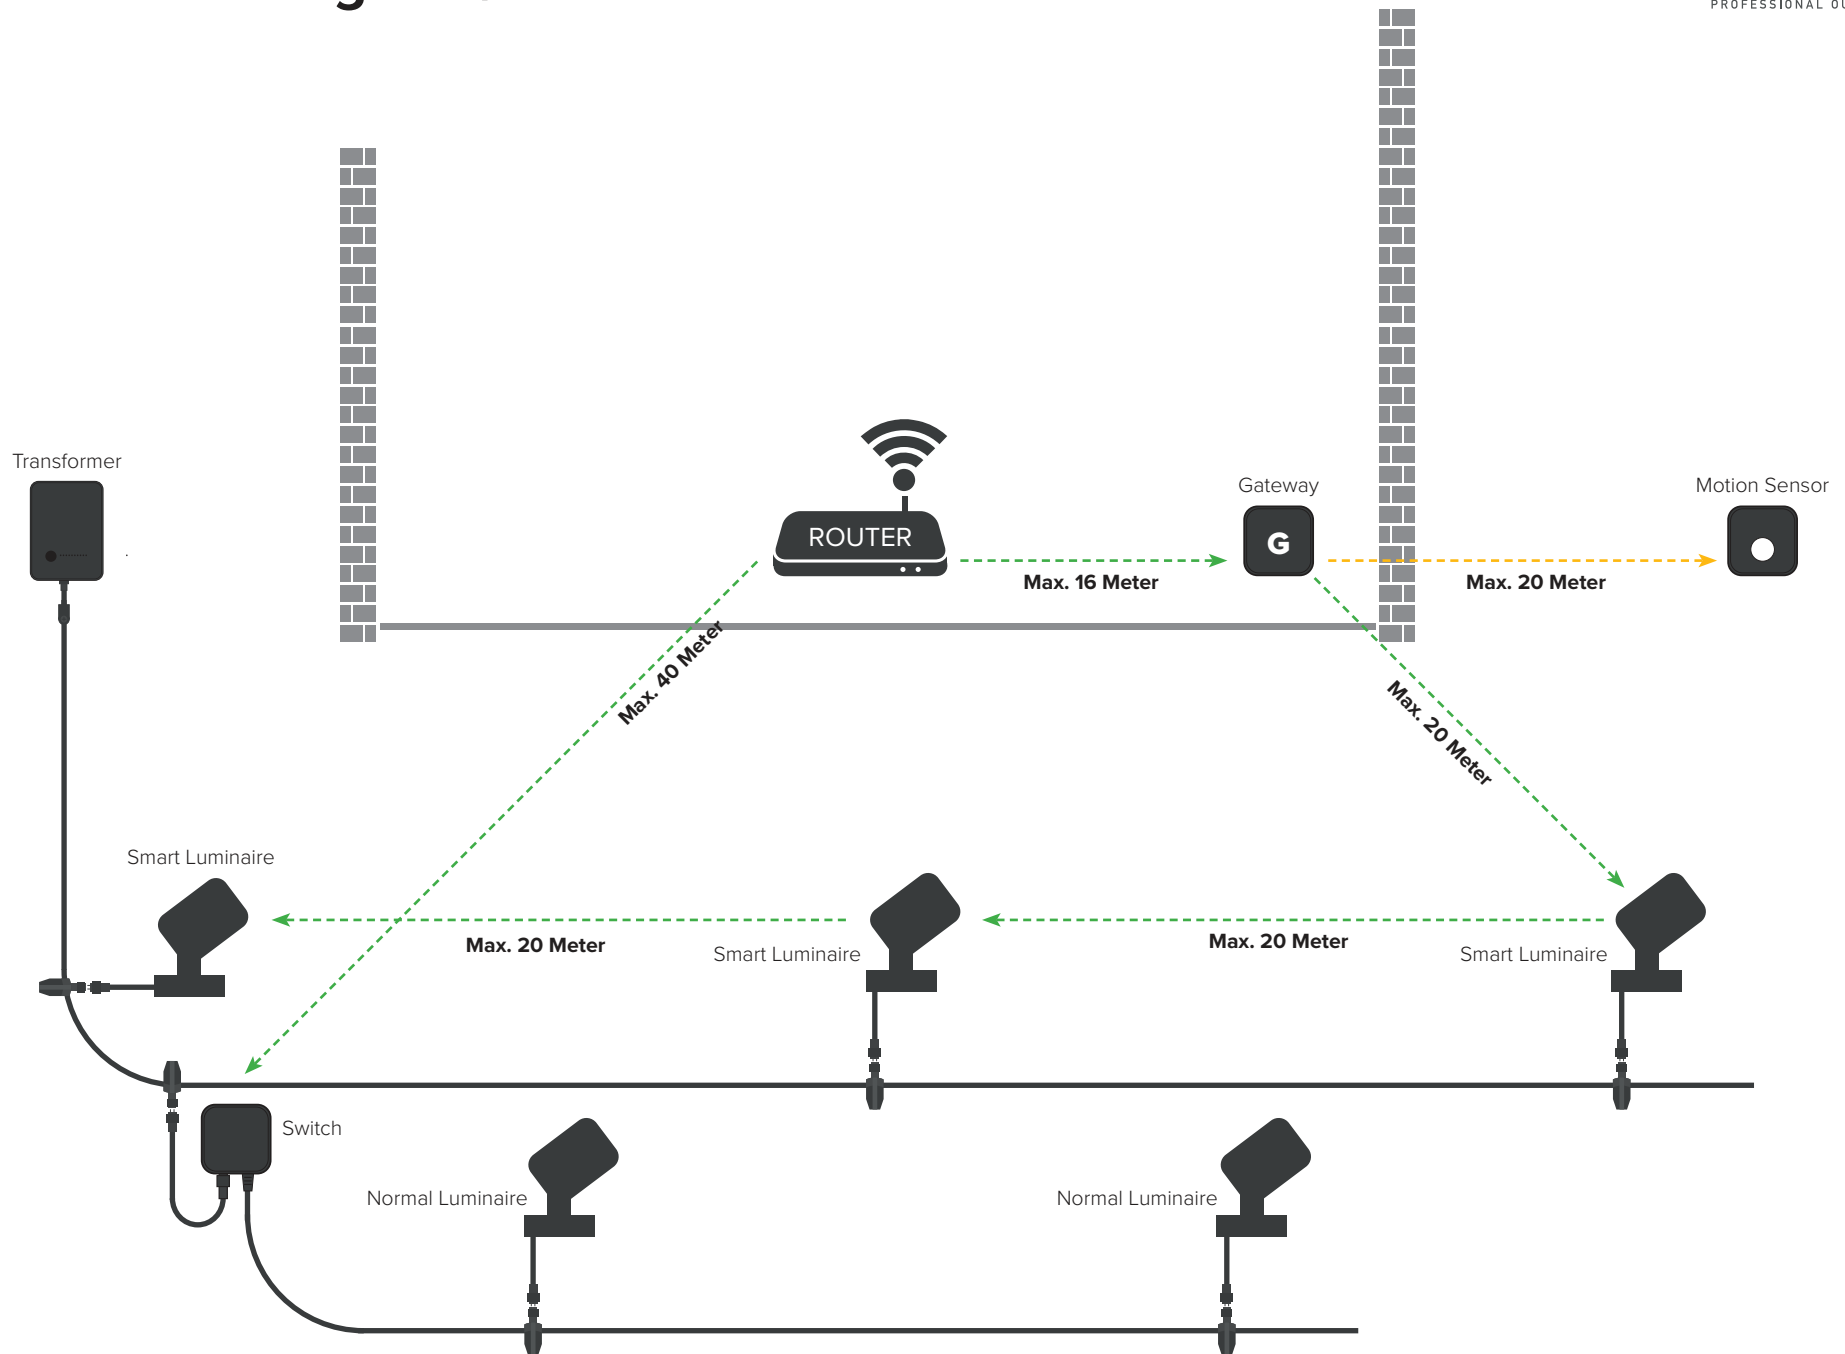 PROFESSIONAL
Transformer
ROUTER
Gateway
G
Motion Sensor
Max. 16 Meter
Max. 20 Meter
Max. 40 Meter
Max. 20 Meter
Smart Luminaire
Max. 20 Meter
Smart Luminaire
Max. 20 Meter
Smart Luminaire
Switch
Normal Luminaire
Normal Luminaire